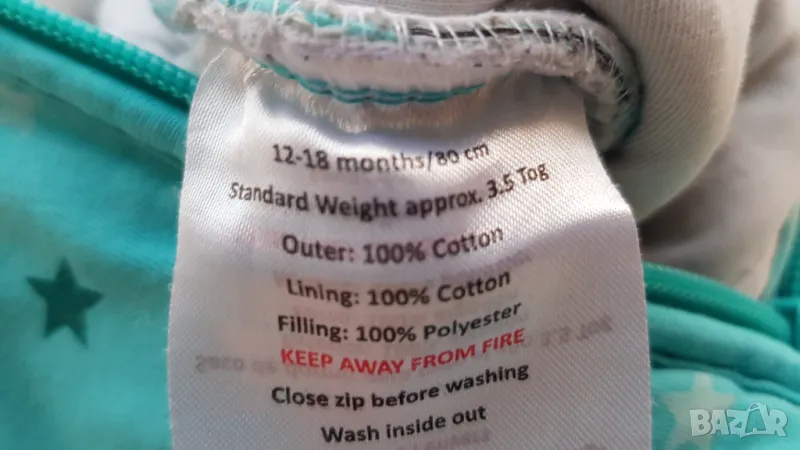 12-18 months/80 cm
Standard Weight approx. 3.5 Tog
Outer: 100% Cotton
Lining: 100% Cotton
Filling: 100% Polyester
KEEP AWAY FROM FIRE
Close zip before washing
Wash inside out
BAZAR